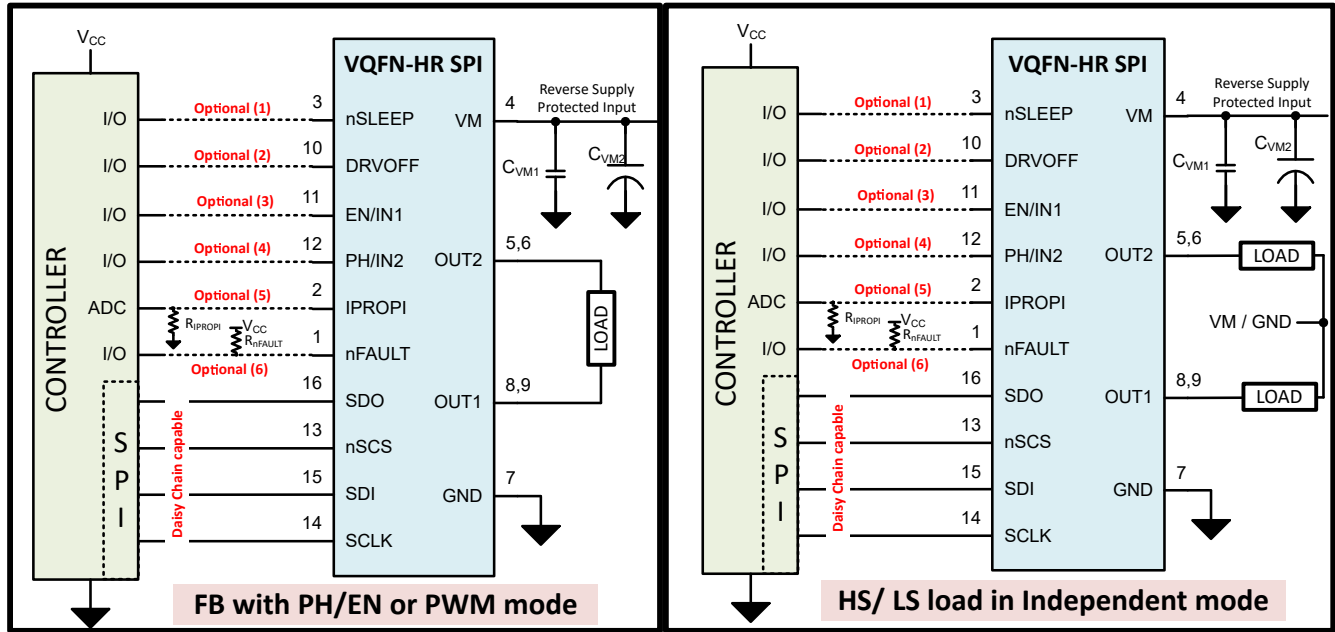 VCC
CONTROLLER
I/O
I/O
I/O
I/O
ADC
I/O
SPI
Optional (1)
Optional (2)
Optional (3)
Optional (4)
Optional (5)
RIPROPI
VCC
RnFAULT
Optional (6)
Daisy Chain capable
3
10
11
12
2
1
16
13
15
14
VQFN-HR SPI
nSLEEP
DRVOFF
EN/IN1
PH/IN2
IPROPI
nFAULT
SDO
nSCS
SDI
SCLK
VM
OUT2
OUT1
GND
4
5,6
8,9
7
Reverse Supply
Protected Input
CVM1
CVM2
LOAD
FB with PH/EN or PWM mode
VCC
CONTROLLER
I/O
I/O
I/O
I/O
ADC
I/O
SPI
Optional (1)
Optional (2)
Optional (3)
Optional (4)
Optional (5)
RIPROPI
VCC
RnFAULT
Optional (6)
Daisy Chain capable
3
10
11
12
2
1
16
13
15
14
VQFN-HR SPI
nSLEEP
DRVOFF
EN/IN1
PH/IN2
IPROPI
nFAULT
SDO
nSCS
SDI
SCLK
VM
OUT2
OUT1
GND
4
5,6
8,9
7
Reverse Supply
Protected Input
CVM1
CVM2
LOAD
VM / GND
LOAD
HS/ LS load in Independent mode